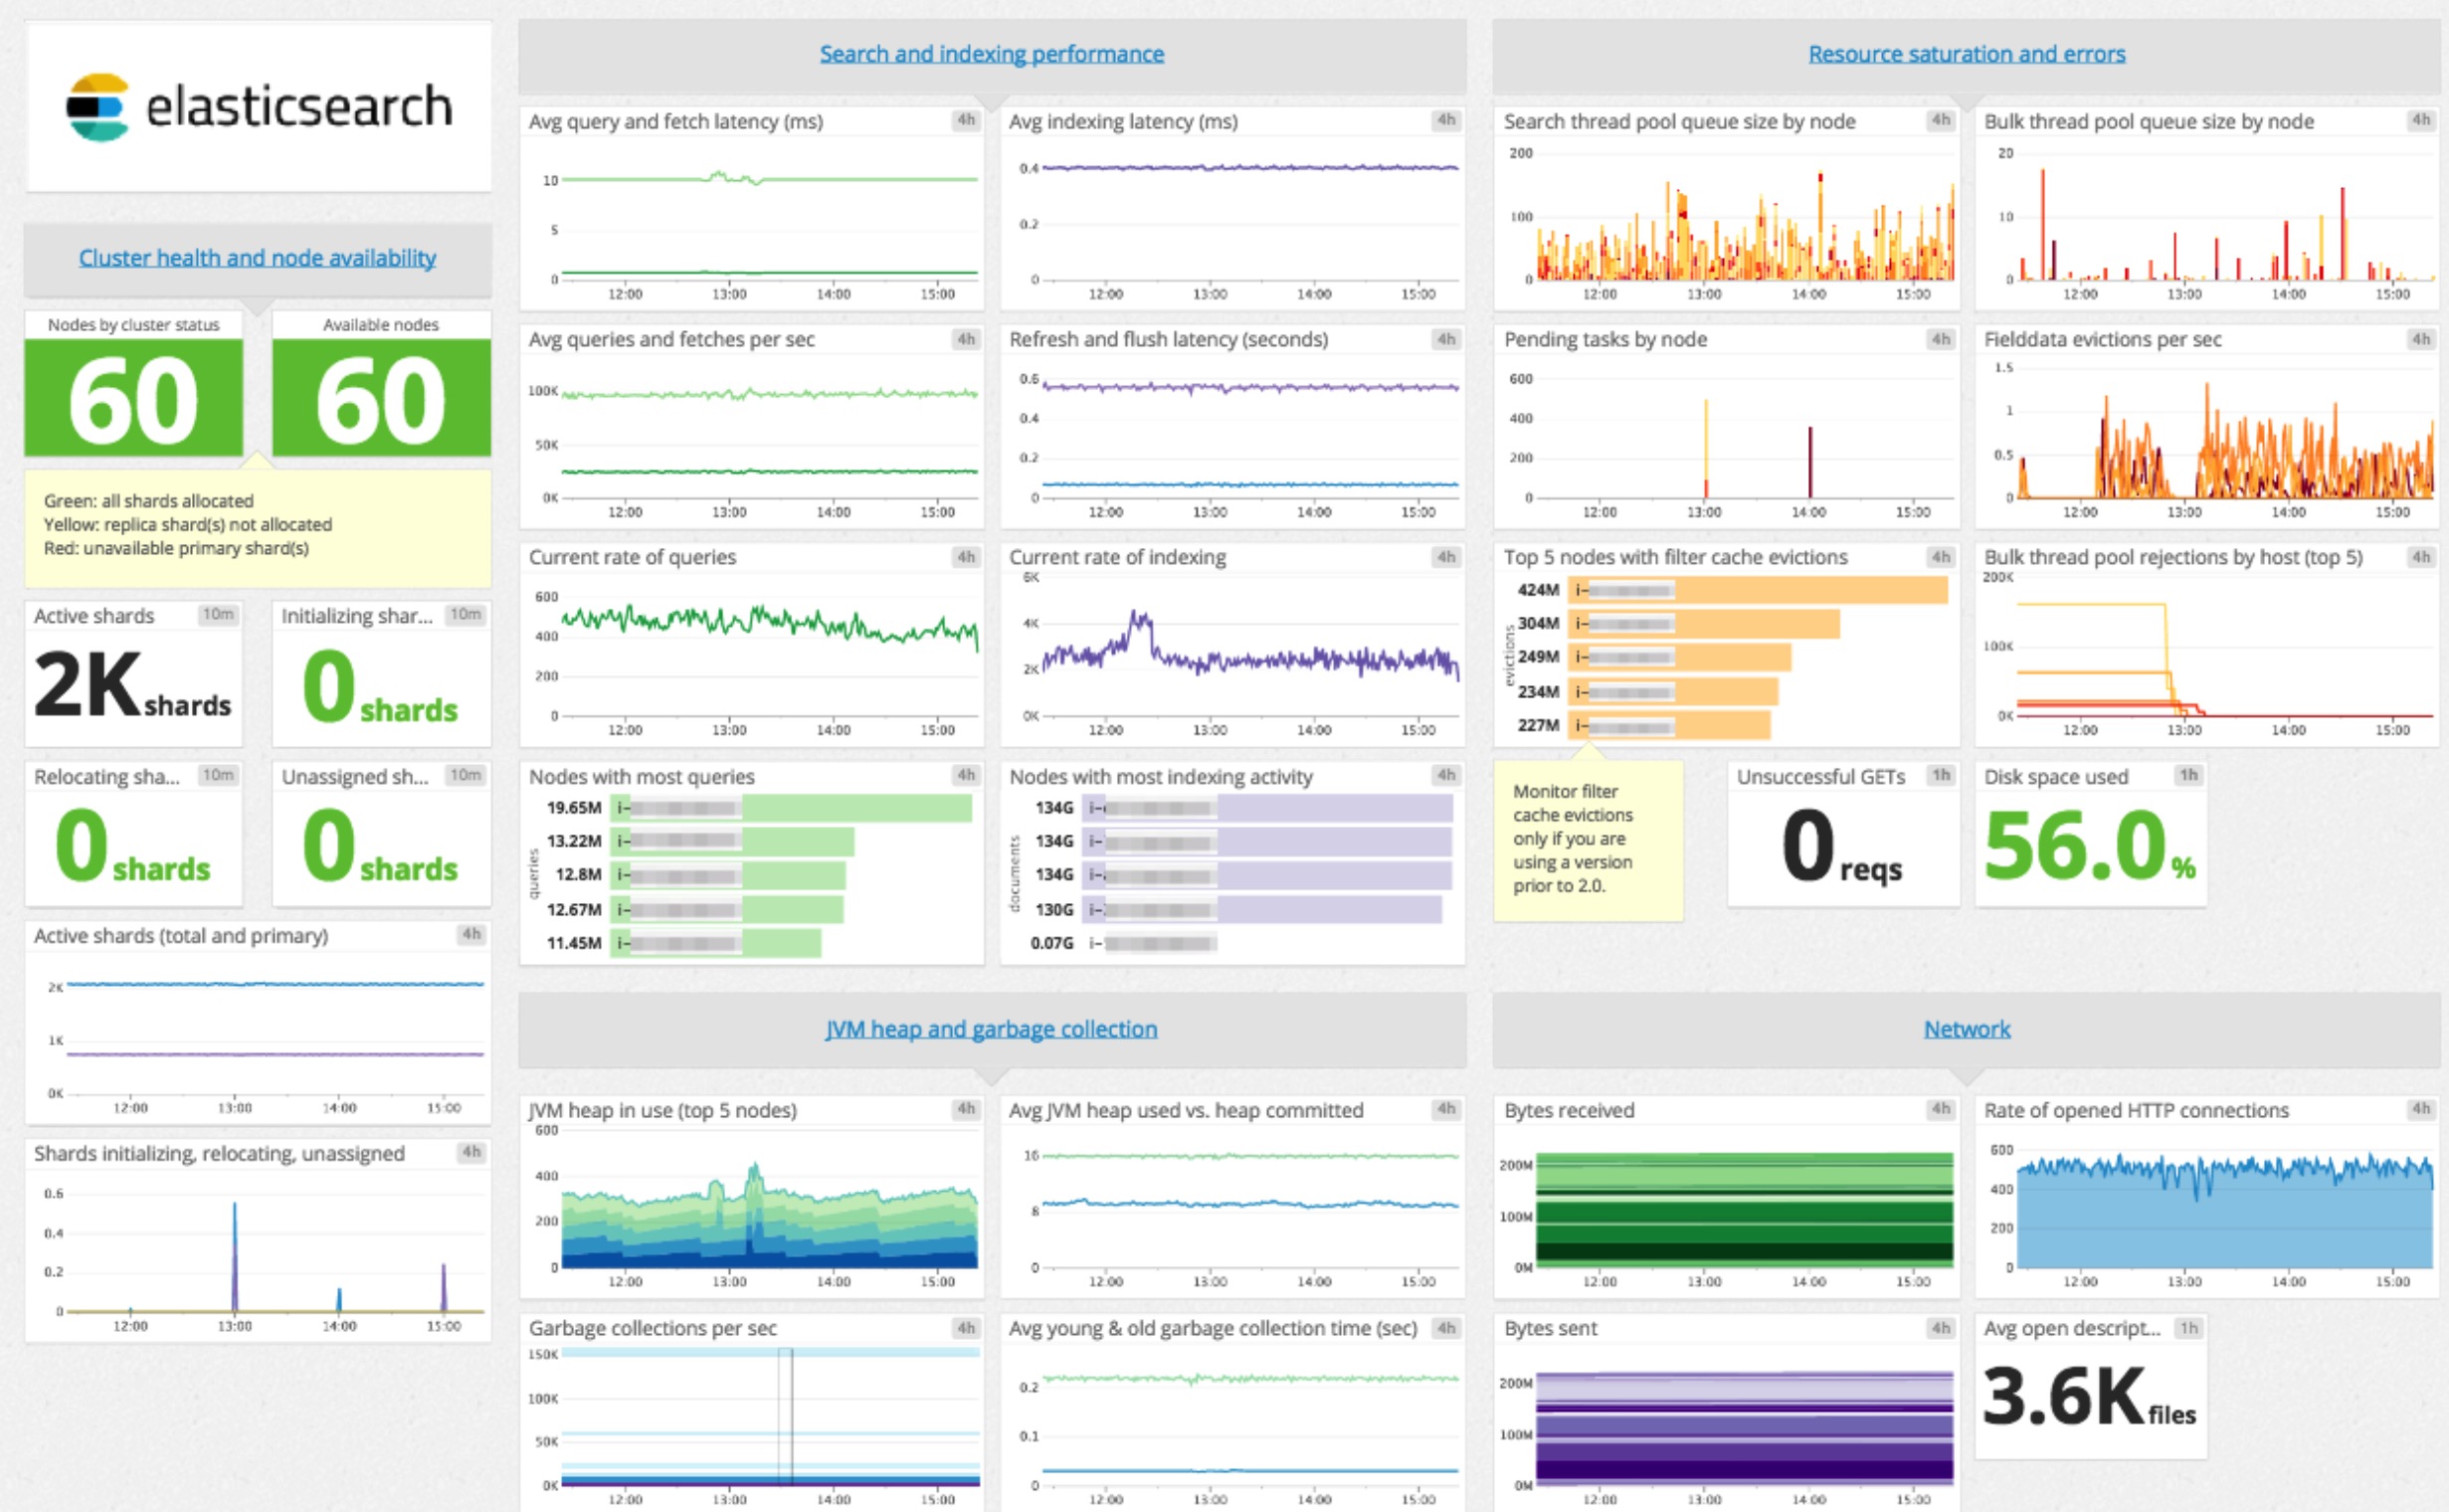 elasticsearch
Cluster health and node availability
Nodes by cluster status
60
Available nodes
60
Green: all shards allocated
Yellow: replica shard(s) not allocated
Red: unavailable primary shard(s)
Active shards 10m
2K shards
Initializing shar... 10m
0 shards
Relocating sha... 10m
0 shards
Unassigned sh... 10m
0 shards
Active shards (total and primary) 4h
2K
1K
0K
12:00 13:00 14:00 15:00
Shards initializing, relocating, unassigned 4h
0.6
0.4
0.2
0
12:00 13:00 14:00 15:00
Search and indexing performance
Avg query and fetch latency (ms) 4h
10
5
0
12:00 13:00 14:00 15:00
Avg indexing latency (ms) 4h
0.4
0.2
0
12:00 13:00 14:00 15:00
Avg queries and fetches per sec 4h
100K
50K
0K
12:00 13:00 14:00 15:00
Refresh and flush latency (seconds) 4h
0.6
0.4
0.2
0
12:00 13:00 14:00 15:00
Current rate of queries 4h
600
400
200
0
12:00 13:00 14:00 15:00
Current rate of indexing 4h
6K
4K
2K
0K
12:00 13:00 14:00 15:00
Nodes with most queries 4h
queries
19.65M i-
13.22M i-
12.8M i-
12.67M i-
11.45M i-
Nodes with most indexing activity 4h
documents
134G i-
134G i-
134G i-
130G i-
0.07G i-
JVM heap and garbage collection
JVM heap in use (top 5 nodes) 4h
600
400
200
0
12:00 13:00 14:00 15:00
Avg JVM heap used vs. heap committed 4h
16
8
0
12:00 13:00 14:00 15:00
Garbage collections per sec 4h
150K
100K
50K
0K
12:00 13:00 14:00 15:00
Avg young & old garbage collection time (sec) 4h
0.2
0.1
0
12:00 13:00 14:00 15:00
Resource saturation and errors
Search thread pool queue size by node 4h
200
100
0
12:00 13:00 14:00 15:00
Bulk thread pool queue size by node 4h
20
10
0
12:00 13:00 14:00 15:00
Pending tasks by node 4h
600
400
200
0
12:00 13:00 14:00 15:00
Fielddata evictions per sec 4h
1.5
1
0.5
0
12:00 13:00 14:00 15:00
Top 5 nodes with filter cache evictions 4h
evictions
424M i-
304M i-
249M i-
234M i-
227M i-
Bulk thread pool rejections by host (top 5) 4h
200K
100K
0K
12:00 13:00 14:00 15:00
Monitor filter
cache evictions
only if you are
using a version
prior to 2.0.
Unsuccessful GETs 1h
0 reqs
Disk space used 1h
56.0 %
Network
Bytes received 4h
200M
100M
0M
12:00 13:00 14:00 15:00
Rate of opened HTTP connections 4h
600
400
200
0
12:00 13:00 14:00 15:00
Bytes sent 4h
200M
100M
0M
12:00 13:00 14:00 15:00
Avg open descript... 1h
3.6K files